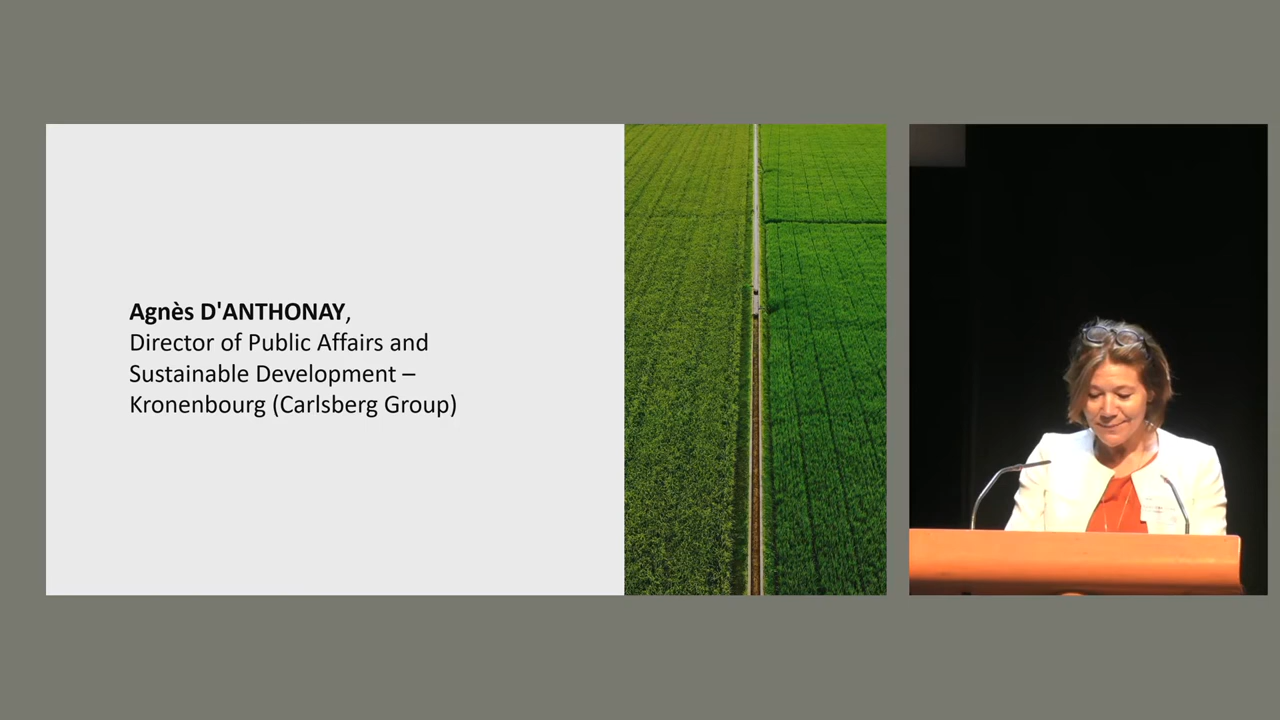 Agnès D'ANTHONAY,
Director of Public Affairs and
Sustainable Development –
Kronenbourg (Carlsberg Group)